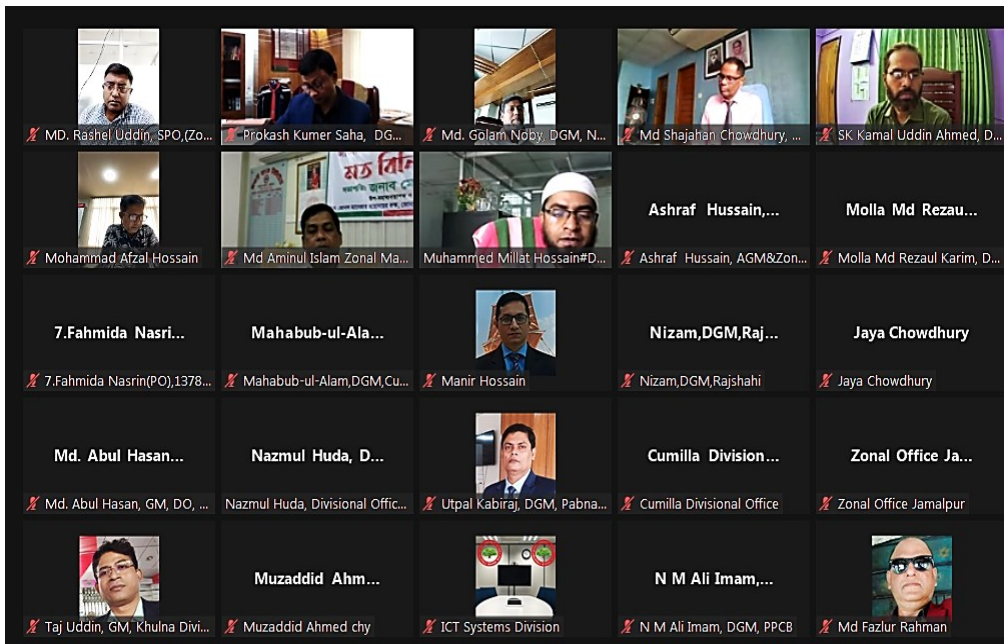 MD. Rashel Uddin, SPO,(Zo...
Prokash Kumer Saha, DG...
Md. Golam Noby, DGM, N...
Md Shajahan Chowdhury, ...
SK Kamal Uddin Ahmed, D...
মত বিনি
জনাব
Mohammad Afzal Hossain
Md Aminul Islam Zonal Ma...
Muhammed Millat Hossain#D...
Ashraf Hussain,...
Ashraf Hussain, AGM&Zon...
Molla Md Rezau...
Molla Md Rezaul Karim, D...
7.Fahmida Nasri...
7.Fahmida Nasrin(PO),1378...
Mahabub-ul-Ala...
Mahabub-ul-Alam,DGM,Cu...
Manir Hossain
Nizam,DGM,Raj...
Nizam,DGM,Rajshahi
Jaya Chowdhury
Jaya Chowdhury
Md. Abul Hasan...
Md. Abul Hasan, GM, DO, ...
Nazmul Huda, D...
Nazmul Huda, Divisional Offic...
Utpal Kabiraj, DGM, Pabna...
Cumilla Division...
Cumilla Divisional Office
Zonal Office Ja...
Zonal Office Jamalpur
Taj Uddin, GM, Khulna Divi...
Muzaddid Ahm...
Muzaddid Ahmed chy
ICT Systems Division
N M Ali Imam,...
N M Ali Imam, DGM, PPCB
Md Fazlur Rahman